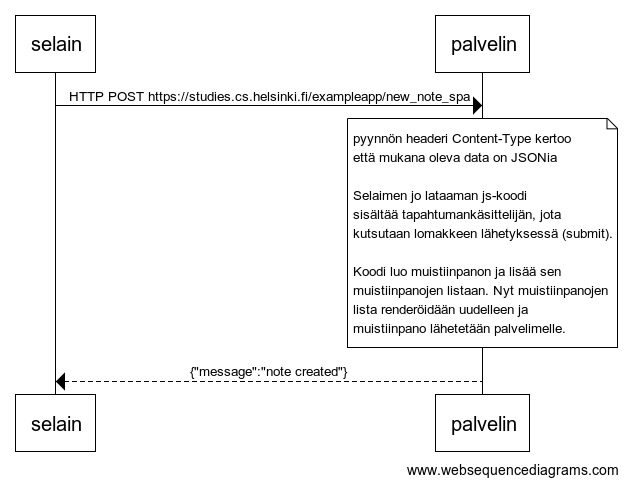 selain
palvelin
HTTP POST https://studies.cs.helsinki.fi/exampleapp/new_note_spa
pyynnön headeri Content-Type kertoo
että mukana oleva data on JSONia
Selaimen jo lataaman js-koodi
sisältää tapahtumankäsittelijän, jota
kutsutaan lomakkeen lähetyksessä (submit).
Koodi luo muistiinpanon ja lisää sen
muistiinpanojen listaan. Nyt muistiinpanojen
lista renderöidään uudelleen ja
muistiinpano lähetetään palvelimelle.
{"message":"note created"}
selain
palvelin
www.websequencediagrams.com